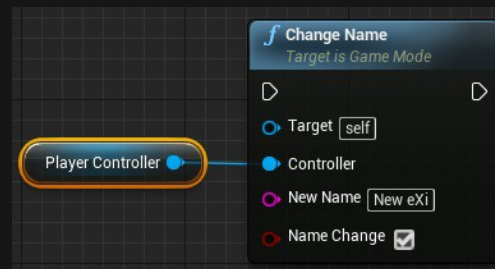 f Change Name
Target is Game Mode
Target self
Player Controller
Controller
New Name New eXi
Name Change